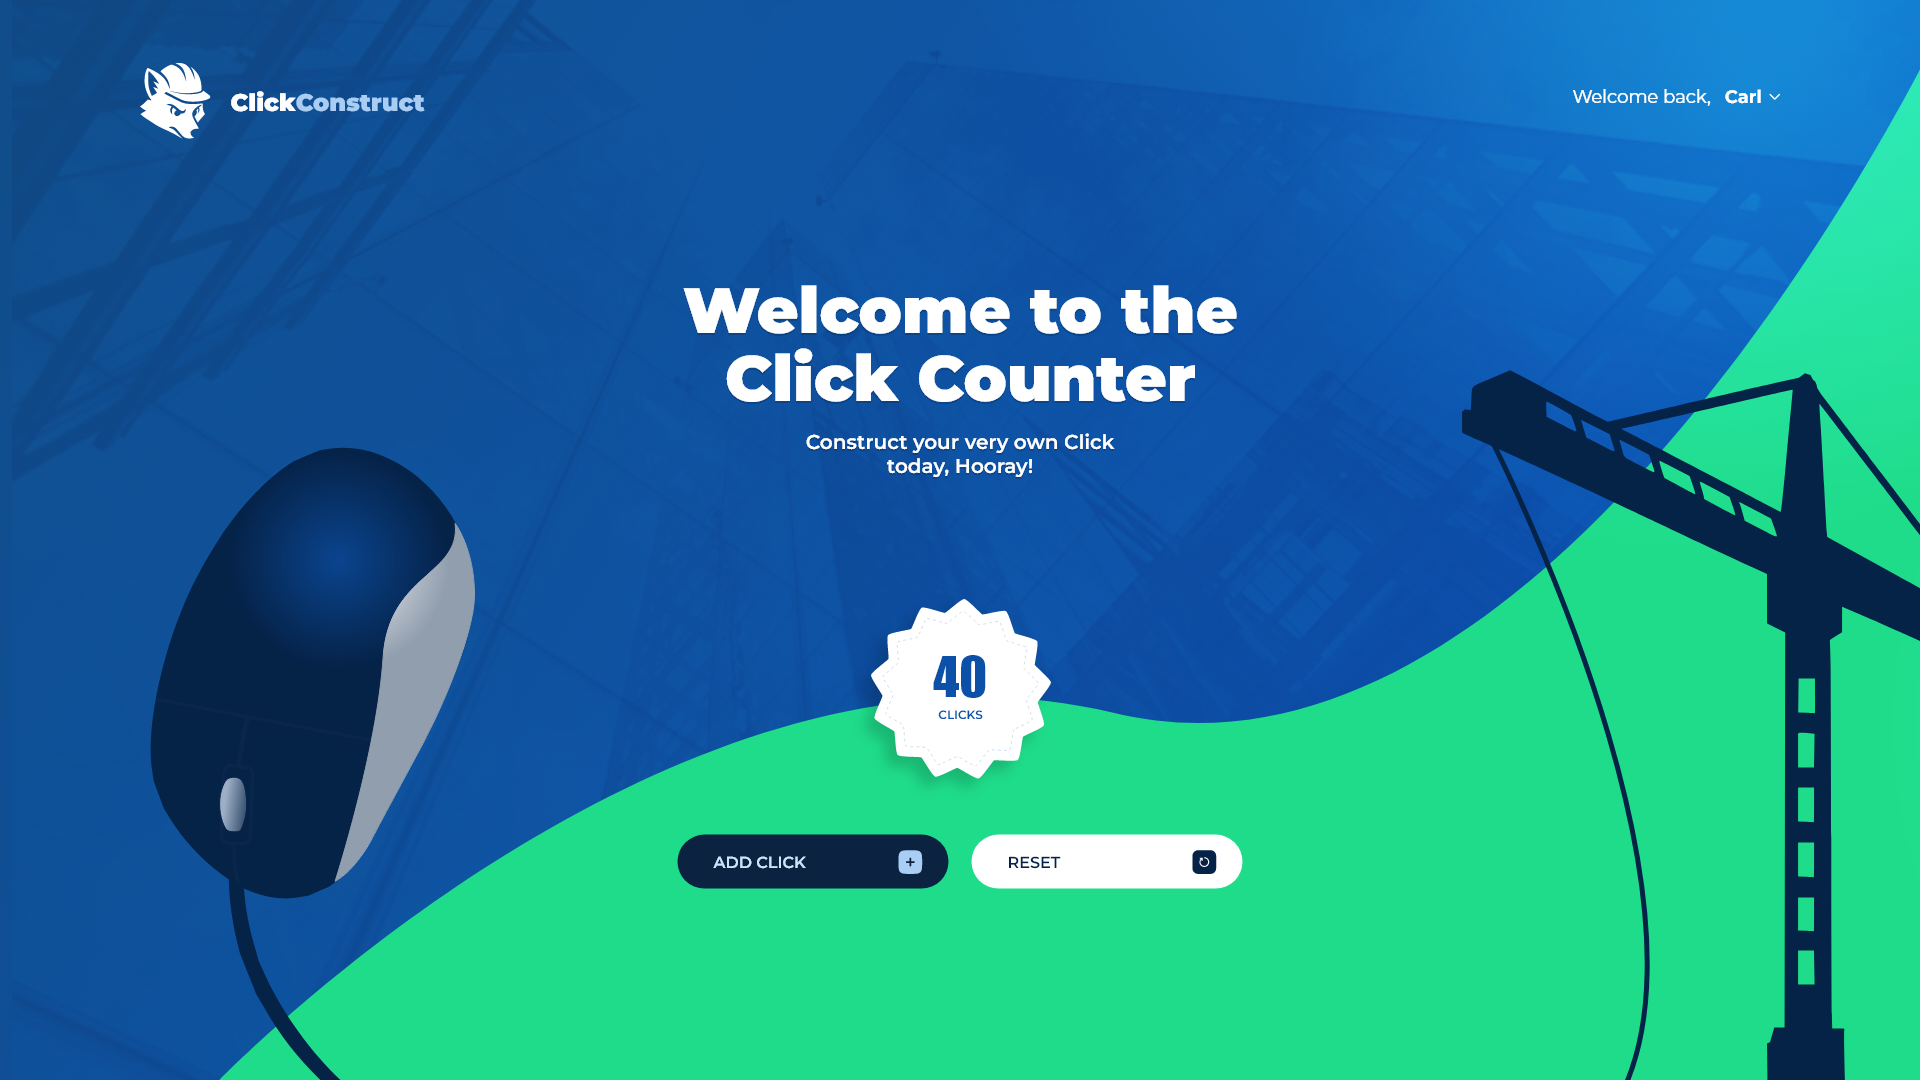 ClickConstruct
Welcome back, Carl
Welcome to the
Click Counter
Construct your very own Click
today, Hooray!
40
CLICKS
ADD CLICK
RESET